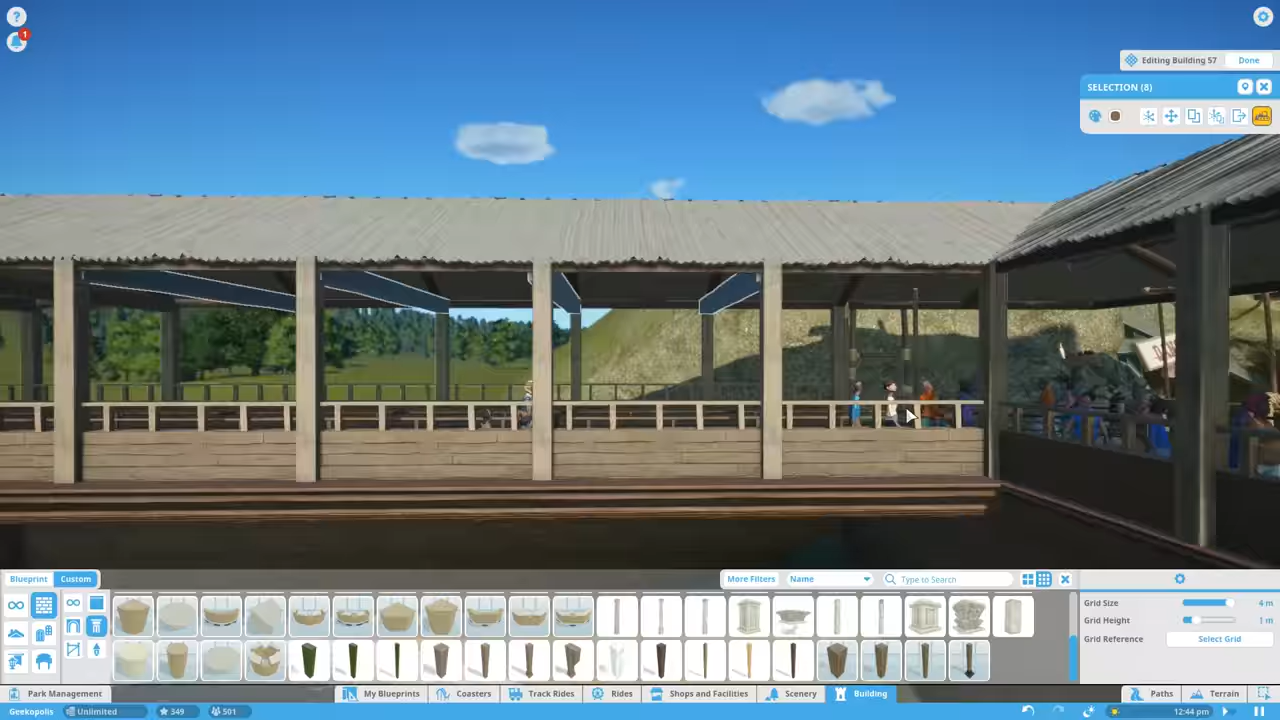 ?
1
Editing Building 57 Done
SELECTION (8)
Blueprint Custom
More Filters Name Type to Search
Grid Size 4 m
Grid Height 1 m
Grid Reference Select Grid
Park Management My Blueprints Coasters Track Rides Rides Shops and Facilities Scenery Building Paths Terrain
Geekopolis Unlimited 349 501 12:44 pm